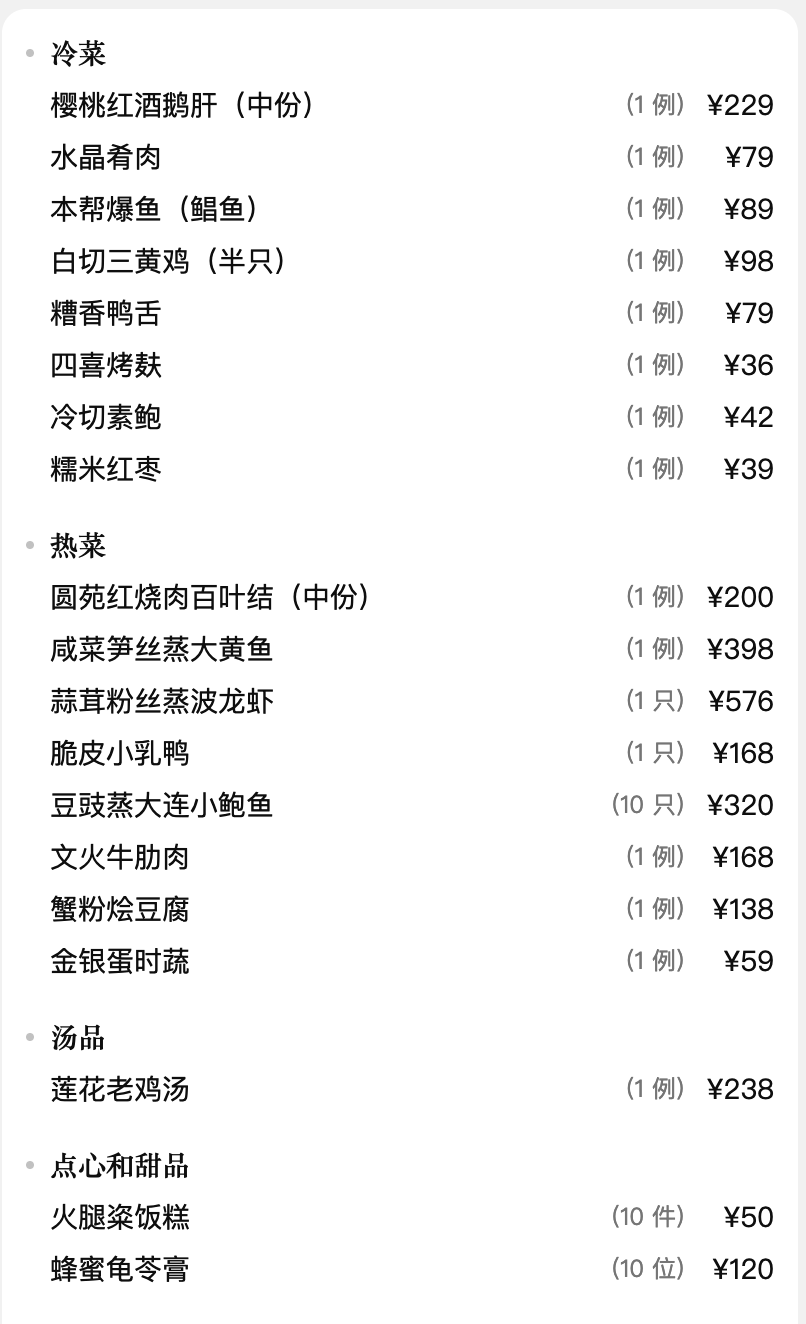 冷菜
樱桃红酒鹅肝（中份） (1 例) ¥229
水晶肴肉 (1 例) ¥79
本帮爆鱼（鲳鱼） (1 例) ¥89
白切三黄鸡（半只） (1 例) ¥98
糟香鸭舌 (1 例) ¥79
四喜烤麸 (1 例) ¥36
冷切素鲍 (1 例) ¥42
糯米红枣 (1 例) ¥39
热菜
圆苑红烧肉百叶结（中份） (1 例) ¥200
咸菜笋丝蒸大黄鱼 (1 例) ¥398
蒜茸粉丝蒸波龙虾 (1 只) ¥576
脆皮小乳鸭 (1 只) ¥168
豆豉蒸大连小鲍鱼 (10 只) ¥320
文火牛肋肉 (1 例) ¥168
蟹粉烩豆腐 (1 例) ¥138
金银蛋时蔬 (1 例) ¥59
汤品
莲花老鸡汤 (1 例) ¥238
点心和甜品
火腿粢饭糕 (10 件) ¥50
蜂蜜龟苓膏 (10 位) ¥120